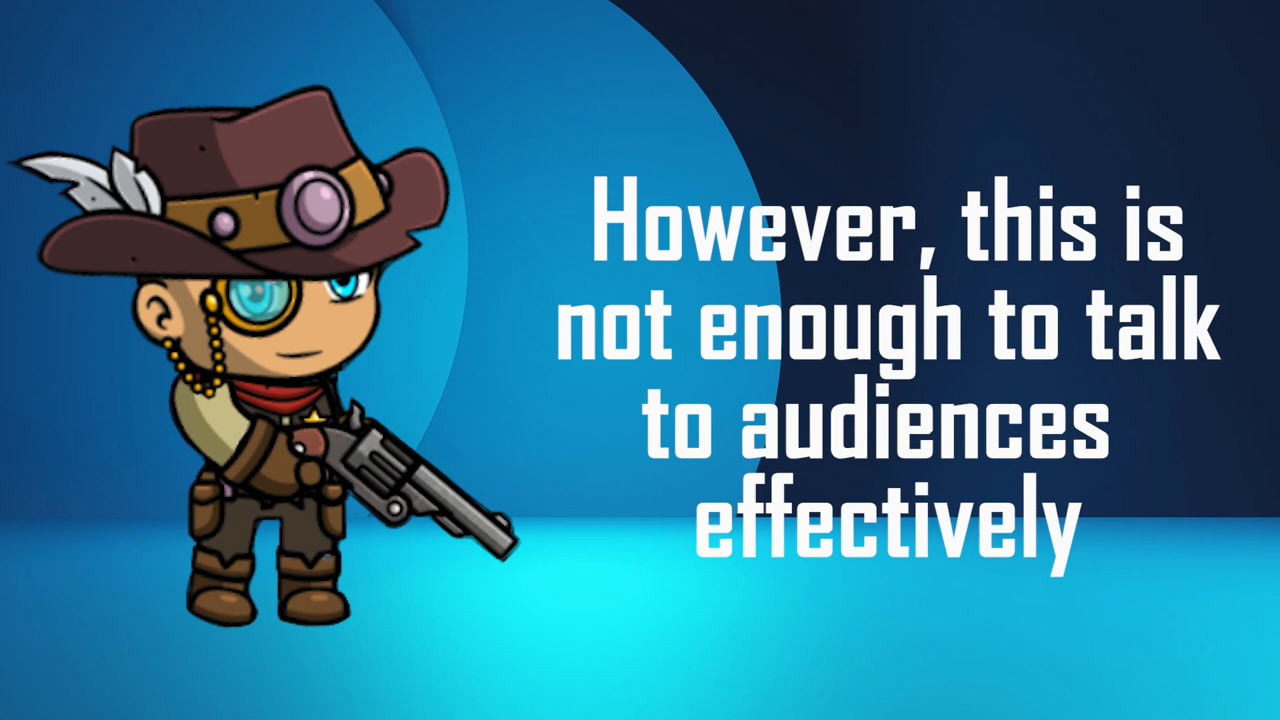 However, this is
not enough to talk
to audiences
effectively